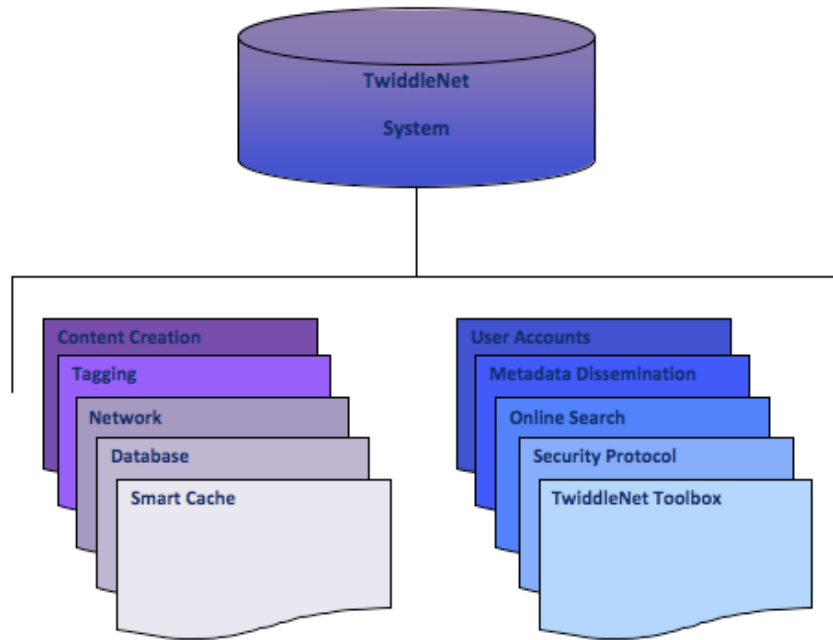 TwiddleNet
System
Content Creation
Tagging
Network
Database
Smart Cache
User Accounts
Metadata Dissemination
Online Search
Security Protocol
TwiddleNet Toolbox